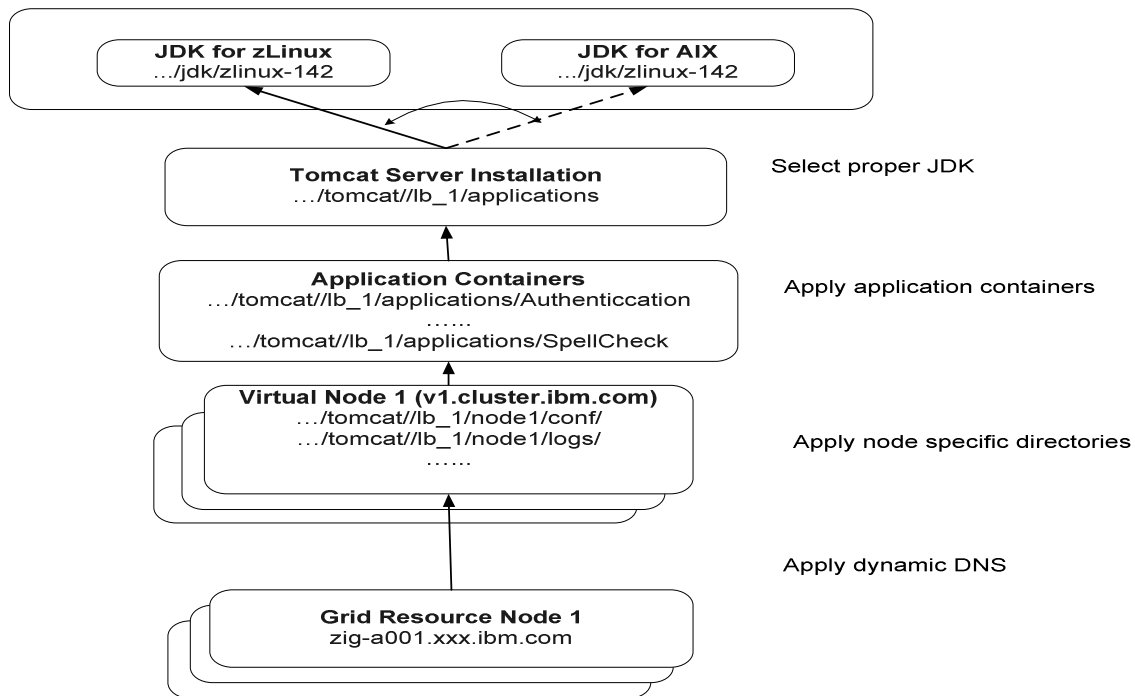 JDK for zLinux
…/jdk/zlinux-142
JDK for AIX
…/jdk/zlinux-142
Tomcat Server Installation
…/tomcat//lb_1/applications
Select proper JDK
Application Containers
…/tomcat//lb_1/applications/Authenticcation
……
…/tomcat//lb_1/applications/SpellCheck
Apply application containers
Virtual Node 1 (v1.cluster.ibm.com)
…/tomcat//lb_1/node1/conf/
…/tomcat//lb_1/node1/logs/
……
Apply node specific directories
Apply dynamic DNS
Grid Resource Node 1
zig-a001.xxx.ibm.com